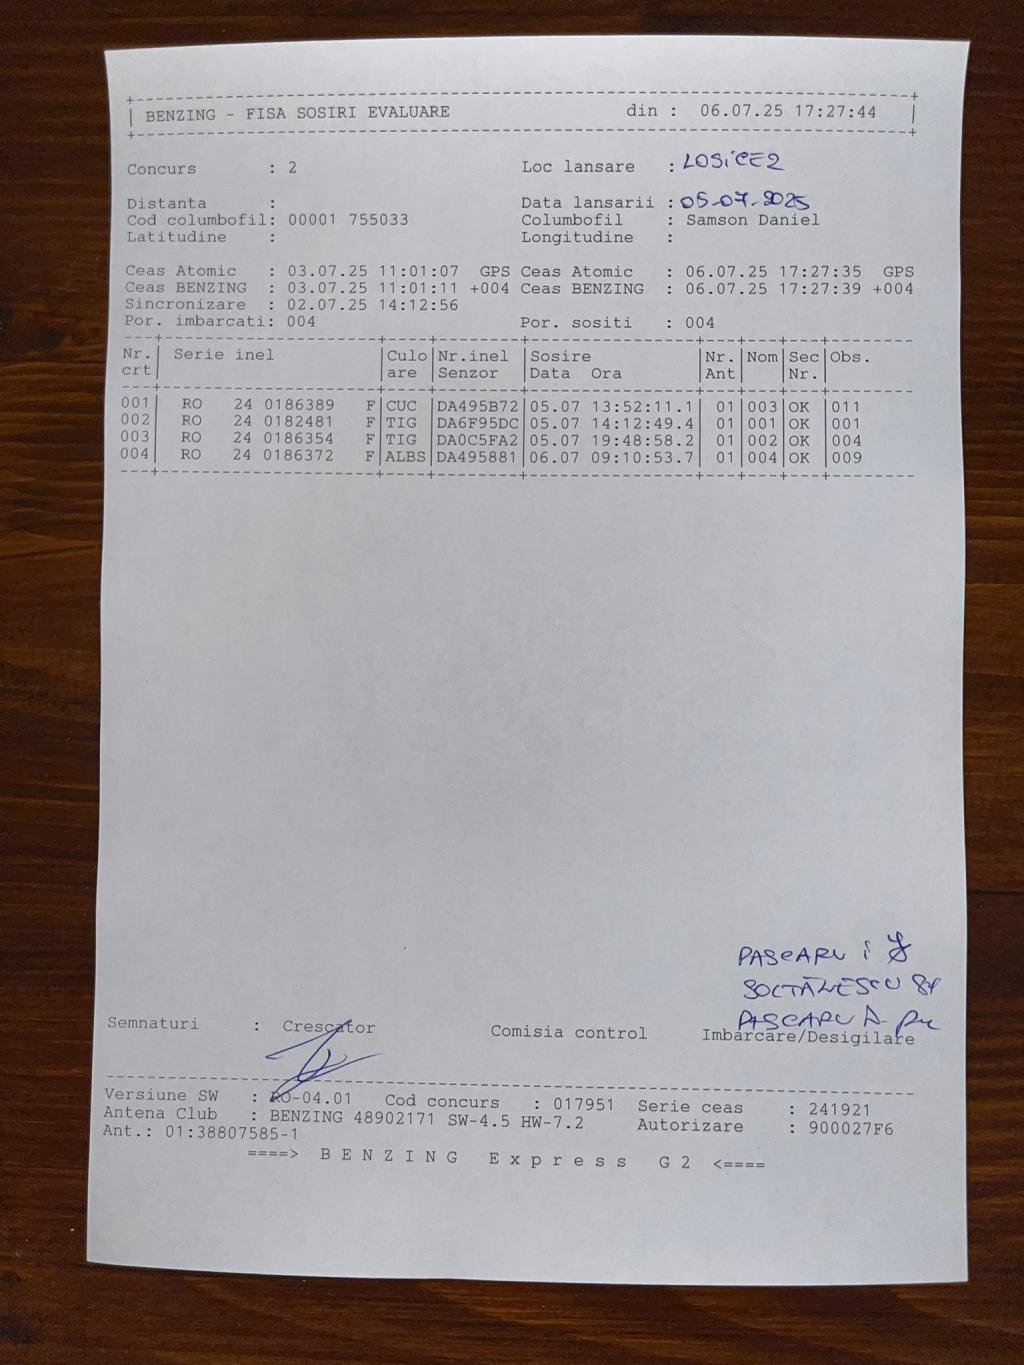 BENZING - FISA SOSIRI EVALUARE din : 06.07.25 17:27:44
Concurs : 2 Loc lansare : LOSICE2
Distanta : Data lansarii : 05-07-2025
Cod columbofil: 00001 755033 Columbofil : Samson Daniel
Latitudine : Longitudine :
Ceas Atomic : 03.07.25 11:01:07 GPS Ceas Atomic : 06.07.25 17:27:35 GPS
Ceas BENZING : 03.07.25 11:01:11 +004 Ceas BENZING : 06.07.25 17:27:39 +004
Sincronizare : 02.07.25 14:12:56
Por. imbarcati: 004 Por. sositi : 004
Nr. | Serie inel | Culo | Nr.inel | Sosire | Nr. | Nom | Sec | Obs.
crt | | are | Senzor | Data Ora | Ant | | Nr. |
001 | RO 24 0186389 F | CUC | DA495B72 | 05.07 13:52:11.1 | 01 | 003 | OK | 011
002 | RO 24 0182481 F | TIG | DA6F95DC | 05.07 14:12:49.4 | 01 | 001 | OK | 001
003 | RO 24 0186354 F | TIG | DA0C5FA2 | 05.07 19:48:58.2 | 01 | 002 | OK | 004
004 | RO 24 0186372 F | ALBS | DA495881 | 06.07 09:10:53.7 | 01 | 004 | OK | 009
PASCARU I
SOCTĂNESCU
PASCARU A
Semnaturi : Crescator Comisia control Imbarcare/Desigilare
Versiune SW : RO-04.01 Cod concurs : 017951 Serie ceas : 241921
Antena Club : BENZING 48902171 SW-4.5 HW-7.2 Autorizare : 900027F6
Ant.: 01:38807585-1
====> B E N Z I N G E x p r e s s G 2 <====